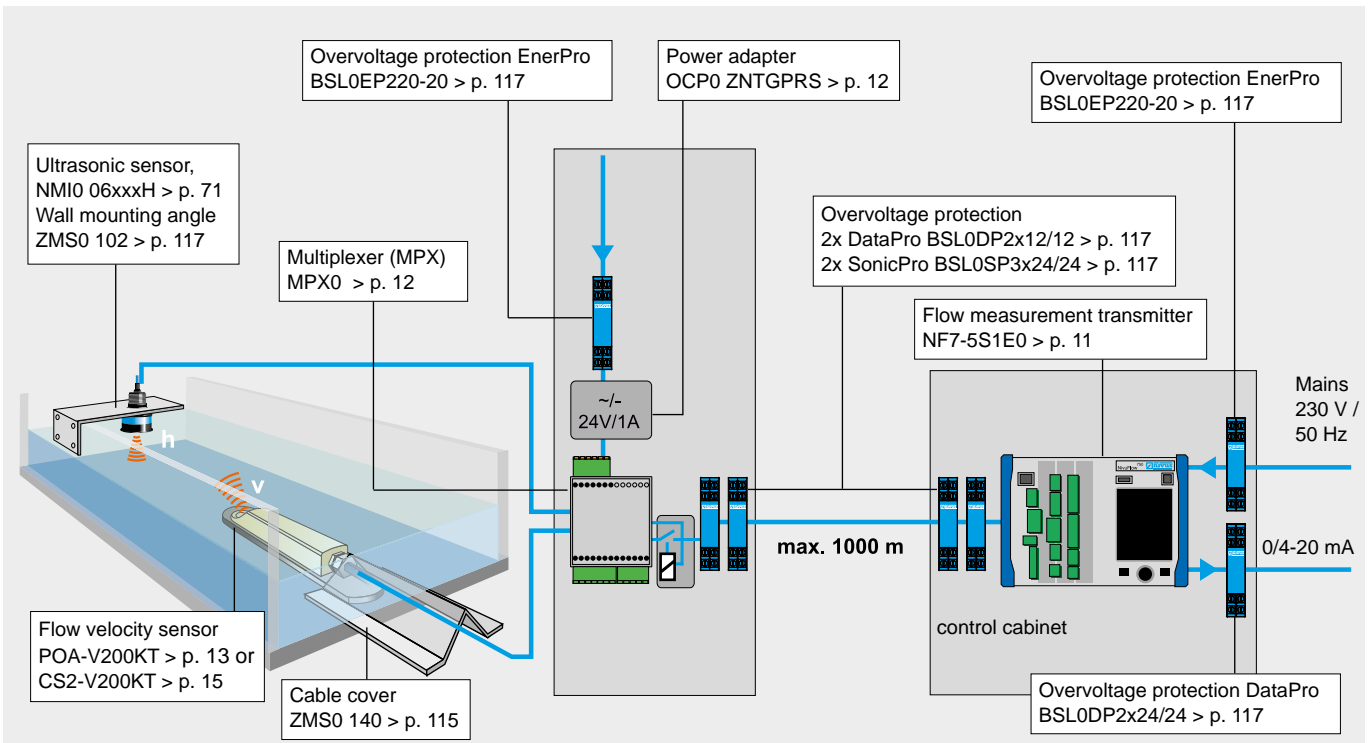 Overvoltage protection EnerPro
BSL0EP220-20 > p. 117
Power adapter
OCP0 ZNTGPRS > p. 12
Overvoltage protection EnerPro
BSL0EP220-20 > p. 117
Ultrasonic sensor,
NMI0 06xxxH > p. 71
Wall mounting angle
ZMS0 102 > p. 117
Multiplexer (MPX)
MPX0 > p. 12
Overvoltage protection
2x DataPro BSL0DP2x12/12 > p. 117
2x SonicPro BSL0SP3x24/24 > p. 117
Flow measurement transmitter
NF7-5S1E0 > p. 11
Mains
230 V /
50 Hz
~/-
24V/1A
h
v
max. 1000 m
0/4-20 mA
control cabinet
Flow velocity sensor
POA-V200KT > p. 13 or
CS2-V200KT > p. 15
Cable cover
ZMS0 140 > p. 115
Overvoltage protection DataPro
BSL0DP2x24/24 > p. 117